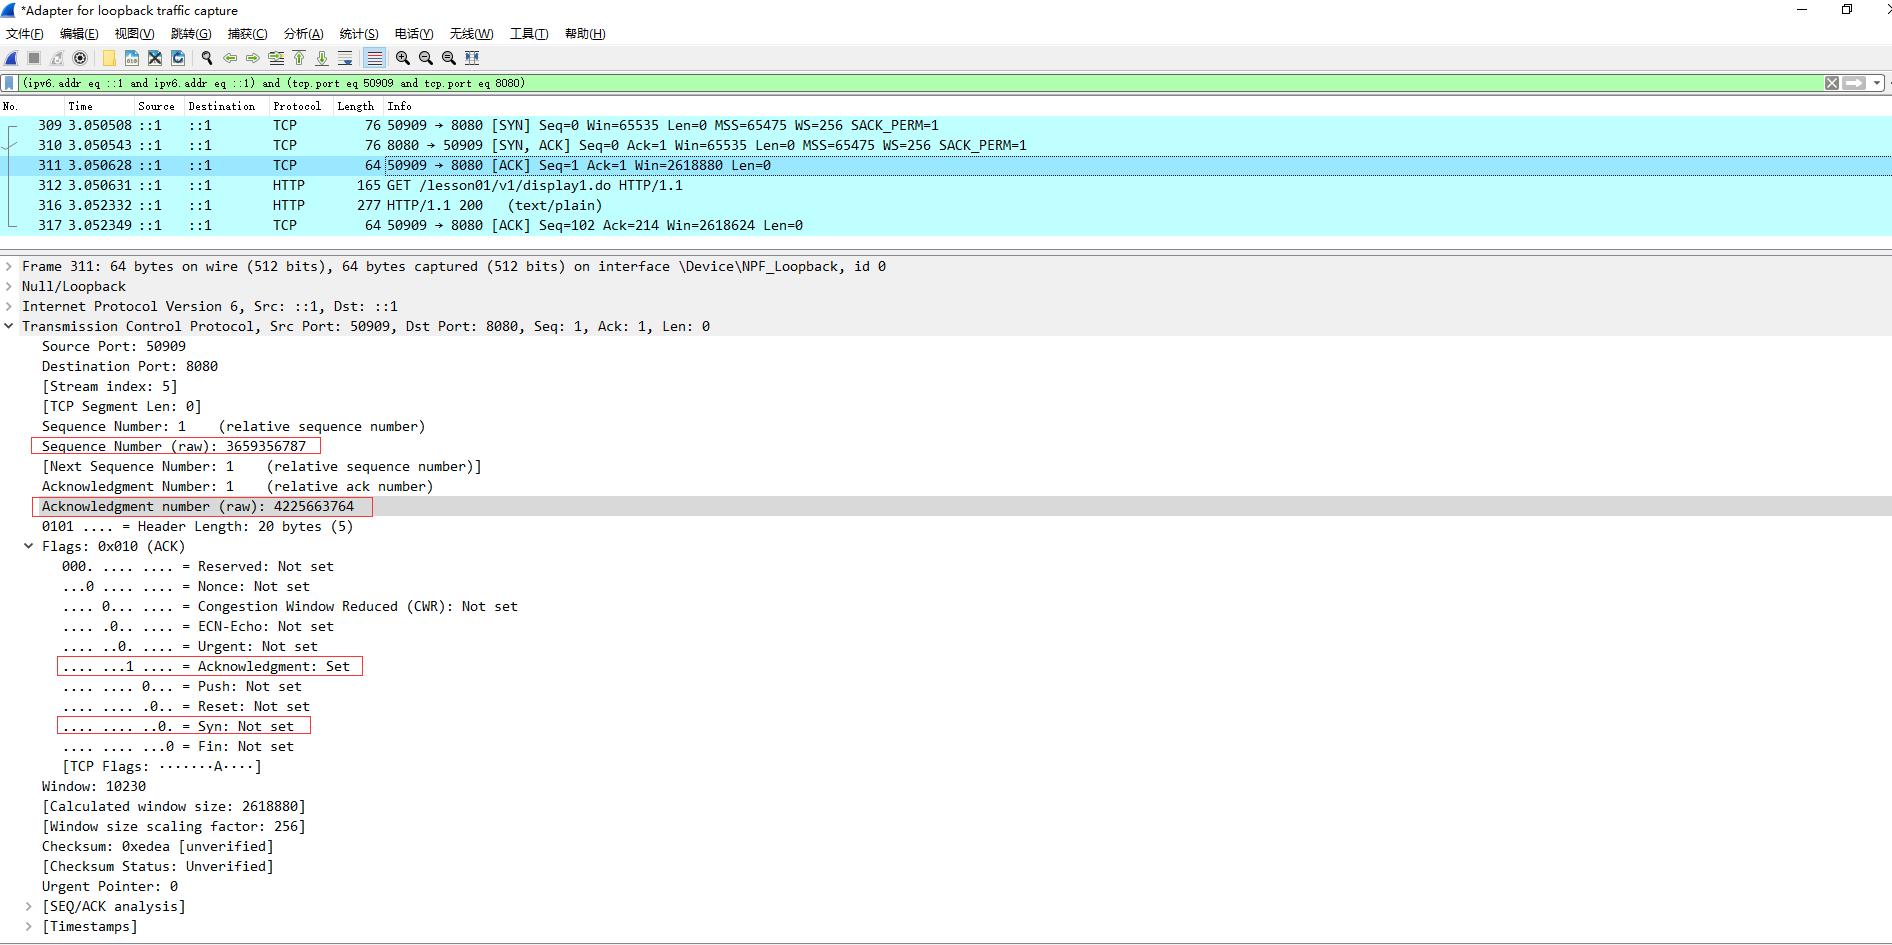 *Adapter for loopback traffic capture
文件(F) 编辑(E) 视图(V) 跳转(G) 捕获(C) 分析(A) 统计(S) 电话(Y) 无线(W) 工具(T) 帮助(H)
(ipv6.addr eq ::1 and ipv6.addr eq ::1) and (tcp.port eq 50909 and tcp.port eq 8080)
No. Time Source Destination Protocol Length Info
309 3.050508 ::1 ::1 TCP 76 50909 → 8080 [SYN] Seq=0 Win=65535 Len=0 MSS=65475 WS=256 SACK_PERM=1
310 3.050543 ::1 ::1 TCP 76 8080 → 50909 [SYN, ACK] Seq=0 Ack=1 Win=65535 Len=0 MSS=65475 WS=256 SACK_PERM=1
311 3.050628 ::1 ::1 TCP 64 50909 → 8080 [ACK] Seq=1 Ack=1 Win=2618880 Len=0
312 3.050631 ::1 ::1 HTTP 165 GET /lesson01/v1/display1.do HTTP/1.1
316 3.052332 ::1 ::1 HTTP 277 HTTP/1.1 200 (text/plain)
317 3.052349 ::1 ::1 TCP 64 50909 → 8080 [ACK] Seq=102 Ack=214 Win=2618624 Len=0
Frame 311: 64 bytes on wire (512 bits), 64 bytes captured (512 bits) on interface \Device\NPF_Loopback, id 0
Null/Loopback
Internet Protocol Version 6, Src: ::1, Dst: ::1
Transmission Control Protocol, Src Port: 50909, Dst Port: 8080, Seq: 1, Ack: 1, Len: 0
Source Port: 50909
Destination Port: 8080
[Stream index: 5]
[TCP Segment Len: 0]
Sequence Number: 1 (relative sequence number)
Sequence Number (raw): 3659356787
[Next Sequence Number: 1 (relative sequence number)]
Acknowledgment Number: 1 (relative ack number)
Acknowledgment number (raw): 4225663764
0101 .... = Header Length: 20 bytes (5)
Flags: 0x010 (ACK)
000. .... .... = Reserved: Not set
...0 .... .... = Nonce: Not set
.... 0... .... = Congestion Window Reduced (CWR): Not set
.... .0.. .... = ECN-Echo: Not set
.... ..0. .... = Urgent: Not set
.... ...1 .... = Acknowledgment: Set
.... .... 0... = Push: Not set
.... .... .0.. = Reset: Not set
.... .... ..0. = Syn: Not set
.... .... ...0 = Fin: Not set
[TCP Flags: ·······A····]
Window: 10230
[Calculated window size: 2618880]
[Window size scaling factor: 256]
Checksum: 0xedea [unverified]
[Checksum Status: Unverified]
Urgent Pointer: 0
[SEQ/ACK analysis]
[Timestamps]